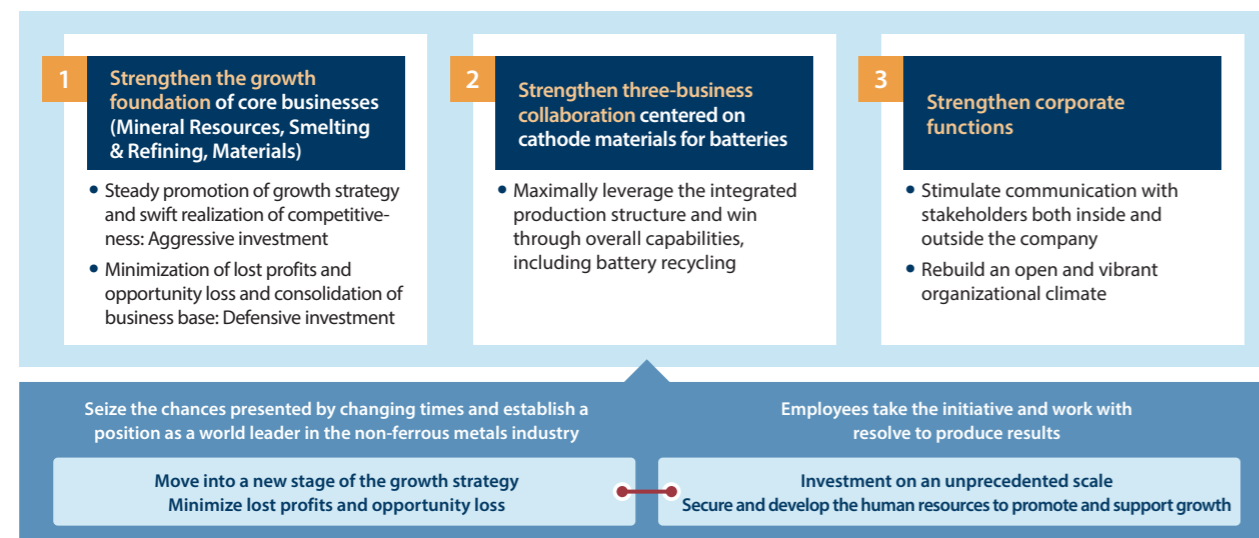 1
Strengthen the growth
foundation of core businesses
(Mineral Resources, Smelting
& Refining, Materials)
• Steady promotion of growth strategy
and swift realization of competitive-
ness: Aggressive investment
• Minimization of lost profits and
opportunity loss and consolidation of
business base: Defensive investment
2
Strengthen three-business
collaboration centered on
cathode materials for batteries
• Maximally leverage the integrated
production structure and win
through overall capabilities,
including battery recycling
3
Strengthen corporate
functions
• Stimulate communication with
stakeholders both inside and
outside the company
• Rebuild an open and vibrant
organizational climate
Seize the chances presented by changing times and establish a
position as a world leader in the non-ferrous metals industry
Move into a new stage of the growth strategy
Minimize lost profits and opportunity loss
Employees take the initiative and work with
resolve to produce results
Investment on an unprecedented scale
Secure and develop the human resources to promote and support growth